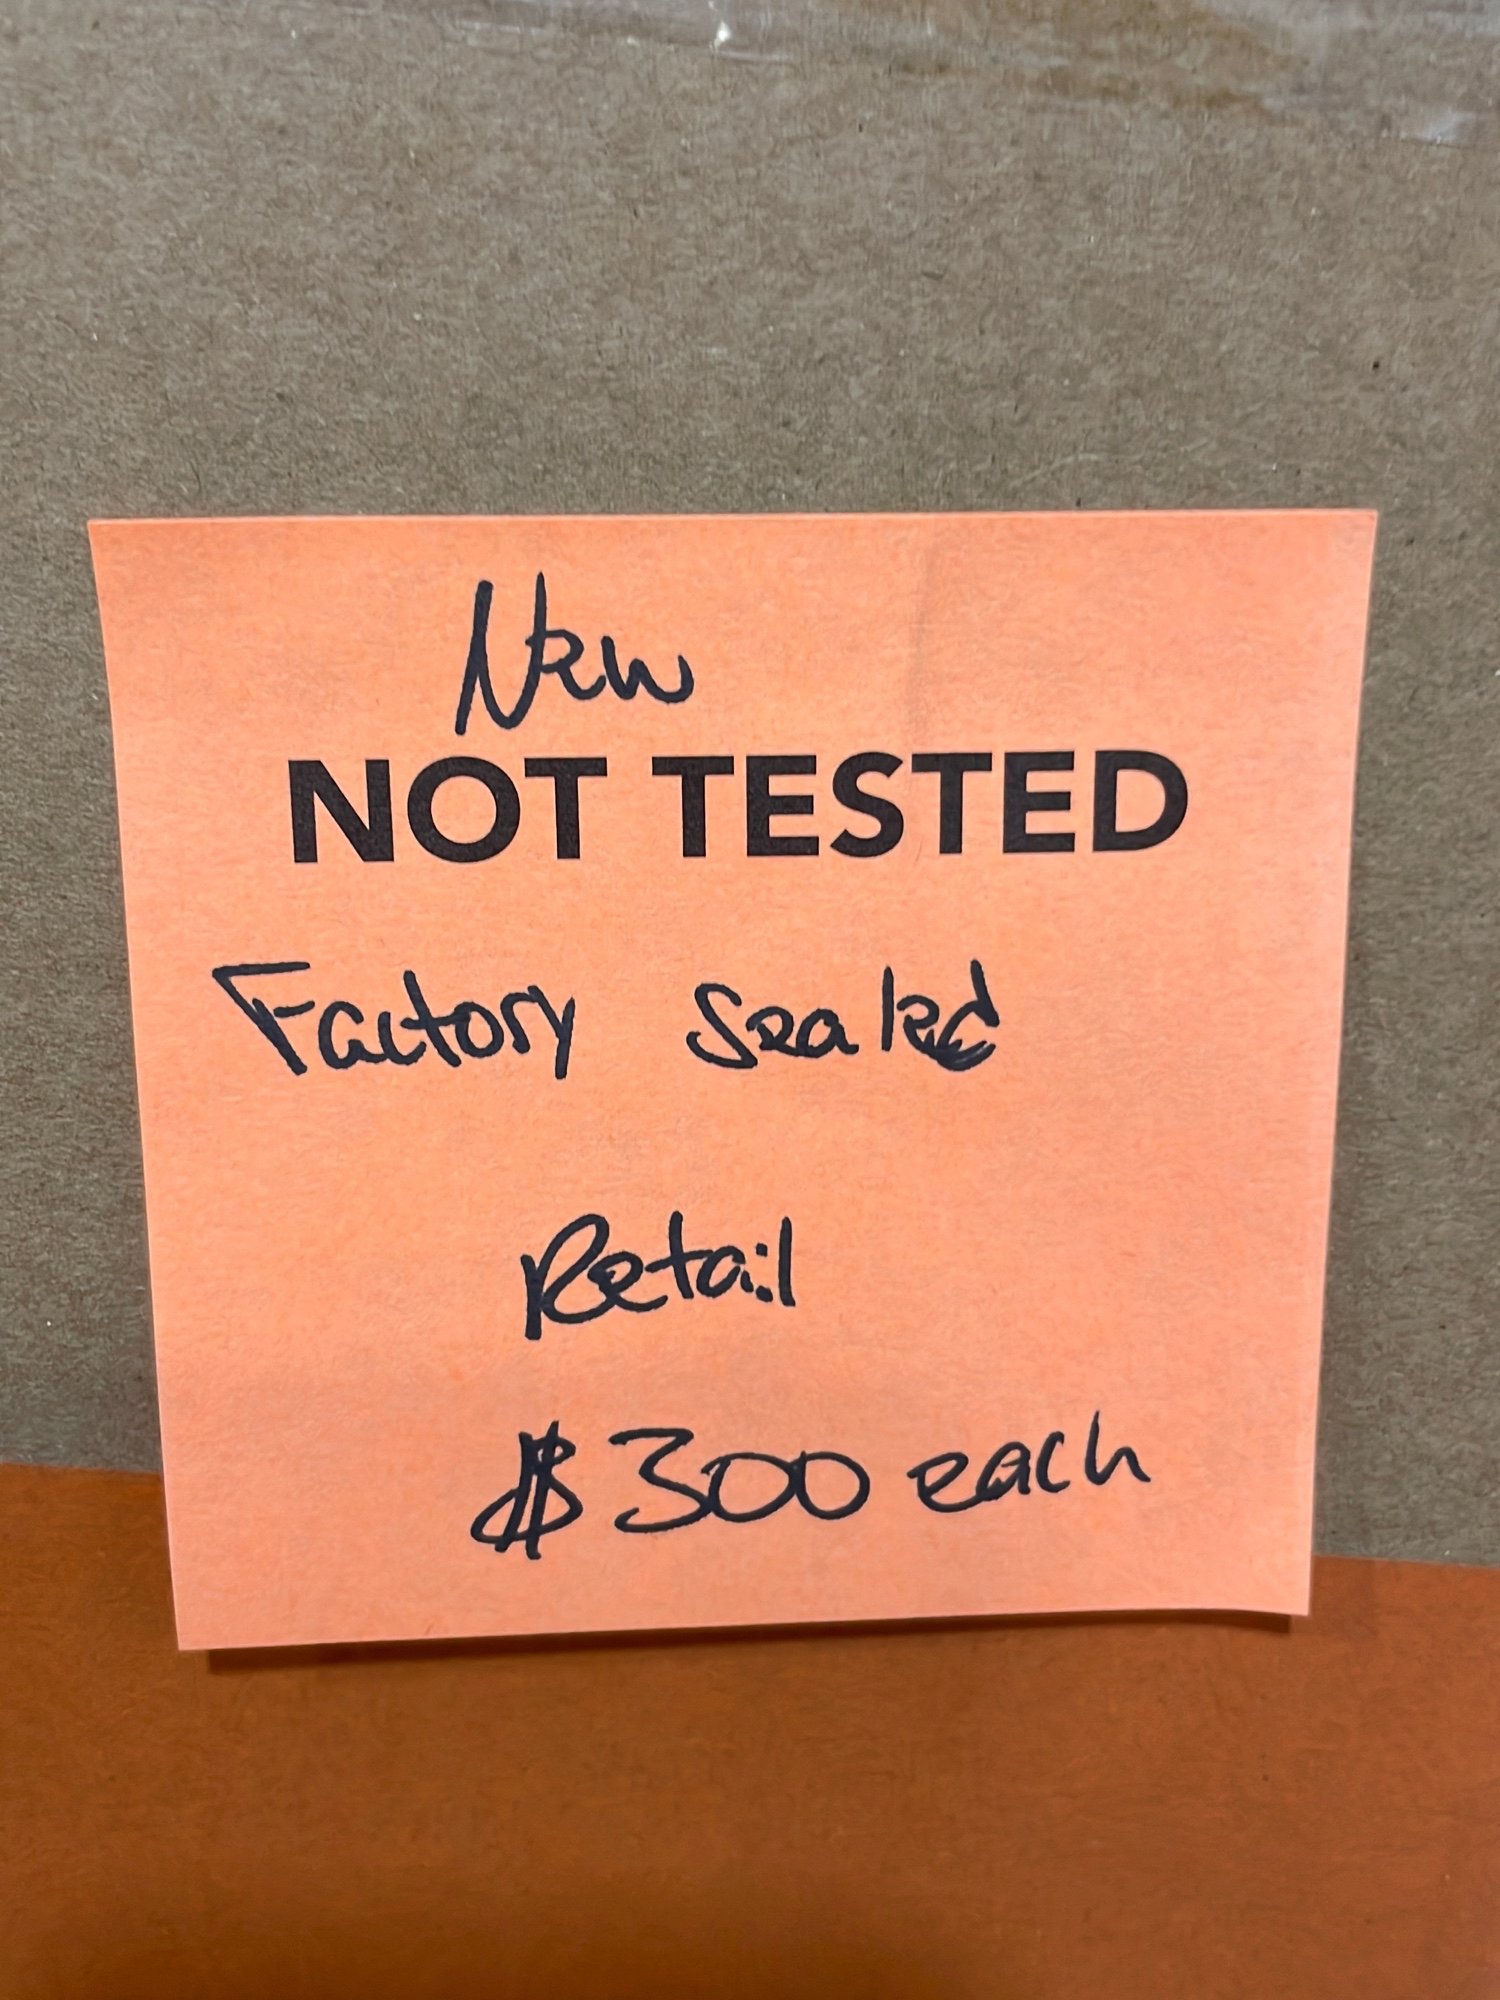 New
NOT TESTED
Factory Sealed
Retail
$300 each